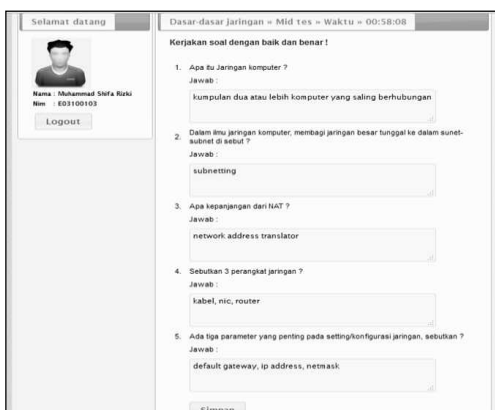 Selamat datang
Nama : Muhammad Shifa Rizki
Nim : E03100103
Logout
Dasar-dasar jaringan » Mid tes » Waktu » 00:58:08
Kerjakan soal dengan baik dan benar !
1. Apa itu Jaringan komputer ?
Jawab :
kumpulan dua atau lebih komputer yang saling berhubungan
2. Dalam ilmu jaringan komputer, membagi jaringan besar tunggal ke dalam sunet-
subnet di sebut ?
Jawab :
subnetting
3. Apa kepanjangan dari NAT ?
Jawab :
network address translator
4. Sebutkan 3 perangkat jaringan ?
Jawab :
kabel, nic, router
5. Ada tiga parameter yang penting pada setting/konfigurasi jaringan, sebutkan ?
Jawab :
default gateway, ip address, netmask
Simpan